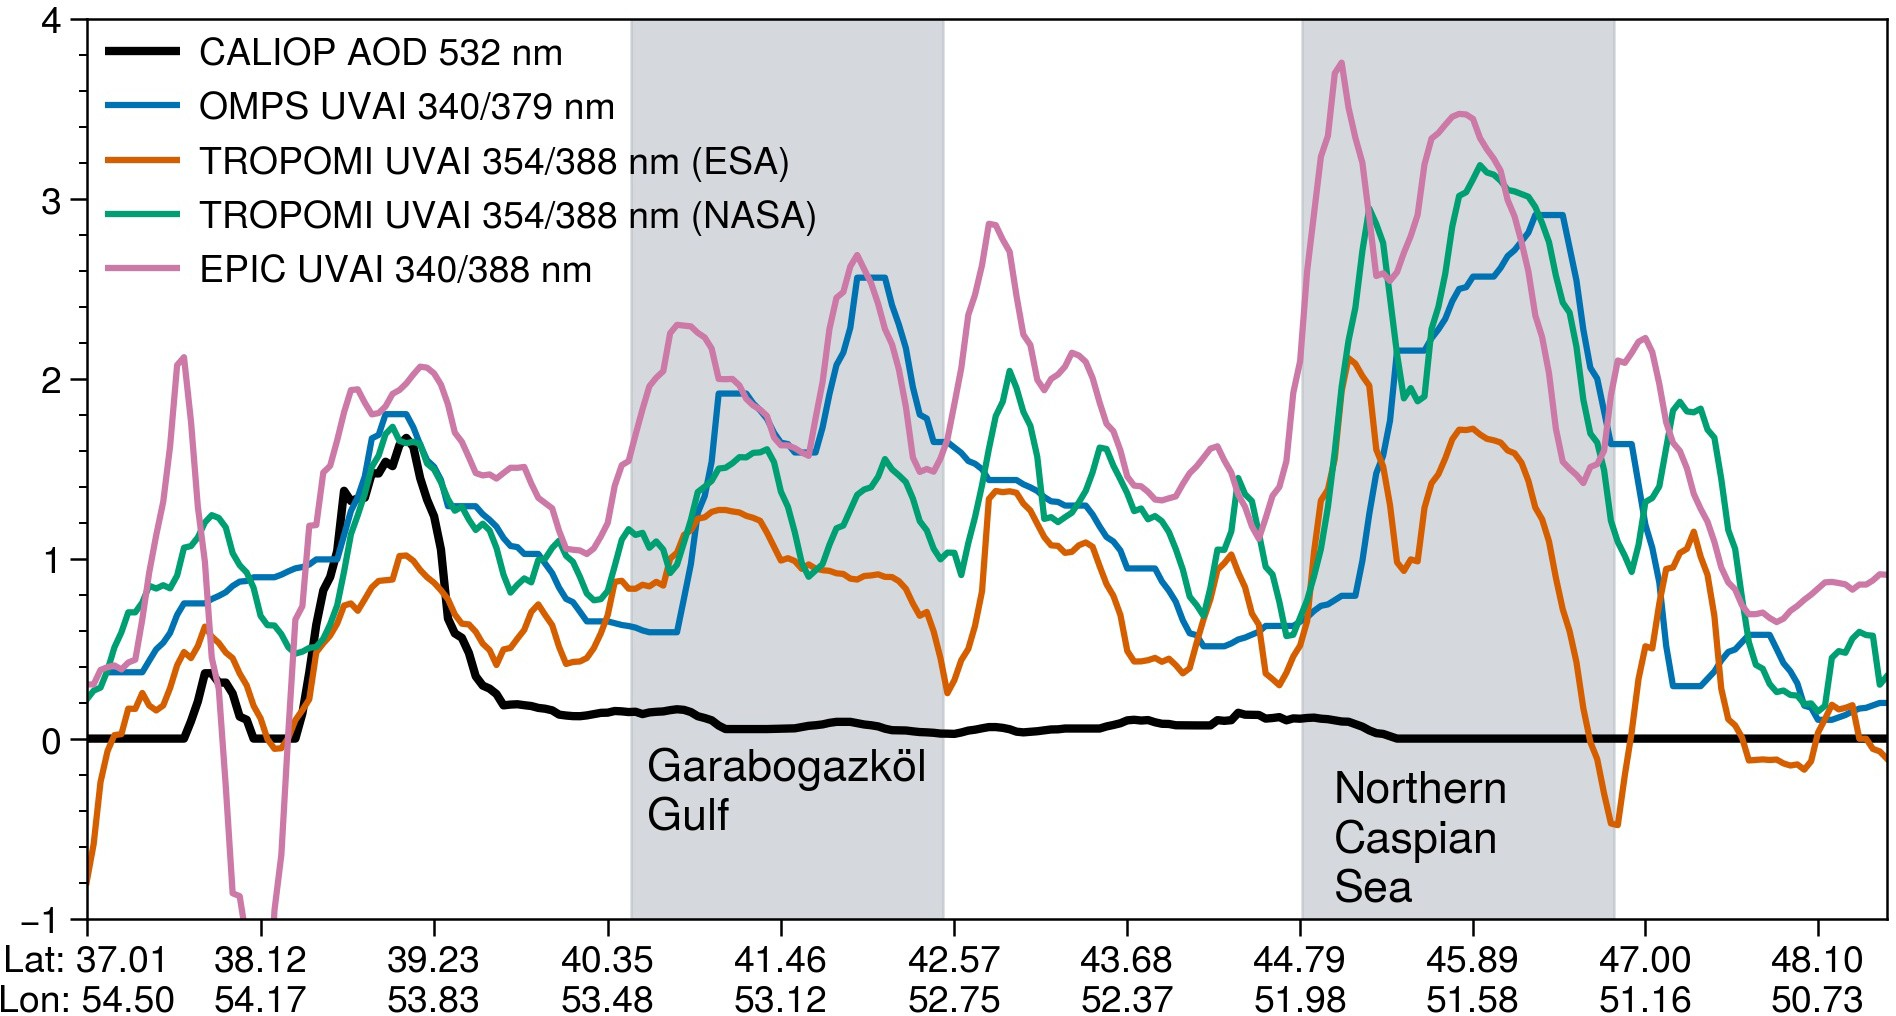 4
3
2
1
0
−1
CALIOP AOD 532 nm
OMPS UVAI 340/379 nm
TROPOMI UVAI 354/388 nm (ESA)
TROPOMI UVAI 354/388 nm (NASA)
EPIC UVAI 340/388 nm
Garabogazköl
Gulf
Northern
Caspian
Sea
Lat: 37.01 38.12 39.23 40.35 41.46 42.57 43.68 44.79 45.89 47.00 48.10
Lon: 54.50 54.17 53.83 53.48 53.12 52.75 52.37 51.98 51.58 51.16 50.73